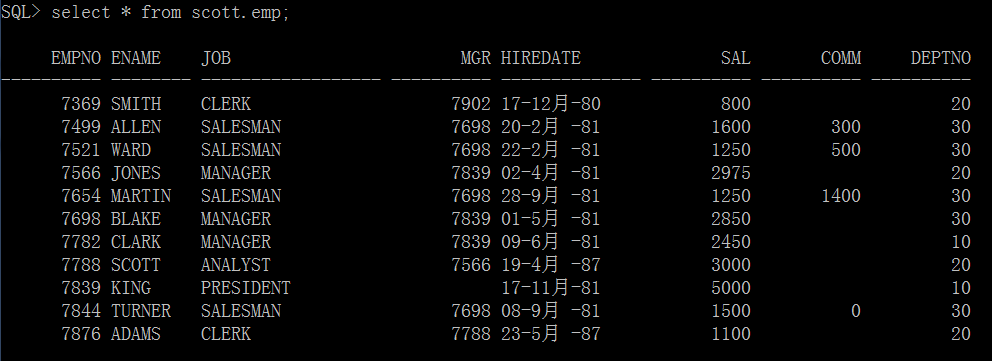 SQL> select * from scott.emp;
EMPNO ENAME JOB MGR HIREDATE SAL COMM DEPTNO
---------- -------- ------------------ ---------- -------------- ---------- ---------- ----------
7369 SMITH CLERK 7902 17-12月-80 800 20
7499 ALLEN SALESMAN 7698 20-2月 -81 1600 300 30
7521 WARD SALESMAN 7698 22-2月 -81 1250 500 30
7566 JONES MANAGER 7839 02-4月 -81 2975 20
7654 MARTIN SALESMAN 7698 28-9月 -81 1250 1400 30
7698 BLAKE MANAGER 7839 01-5月 -81 2850 30
7782 CLARK MANAGER 7839 09-6月 -81 2450 10
7788 SCOTT ANALYST 7566 19-4月 -87 3000 20
7839 KING PRESIDENT 17-11月-81 5000 10
7844 TURNER SALESMAN 7698 08-9月 -81 1500 0 30
7876 ADAMS CLERK 7788 23-5月 -87 1100 20